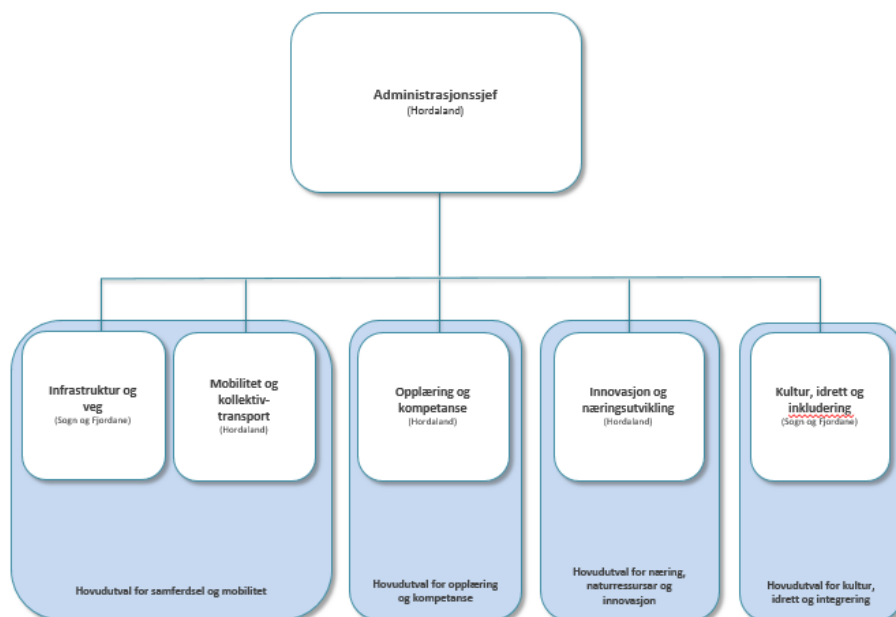 Administrasjonssjef
(Hordaland)
Infrastruktur og
veg
(Sogn og Fjordane)
Mobilitet og
kollektiv-
transport
(Hordaland)
Opplæring og
kompetanse
(Hordaland)
Innovasjon og
næringsutvikling
(Hordaland)
Kultur, idrett og
inkludering
(Sogn og Fjordane)
Hovudutval for samferdsel og mobilitet
Hovudutval for opplæring
og kompetanse
Hovudutval for næring,
naturressursar og
innovasjon
Hovudutval for kultur,
idrett og integrering